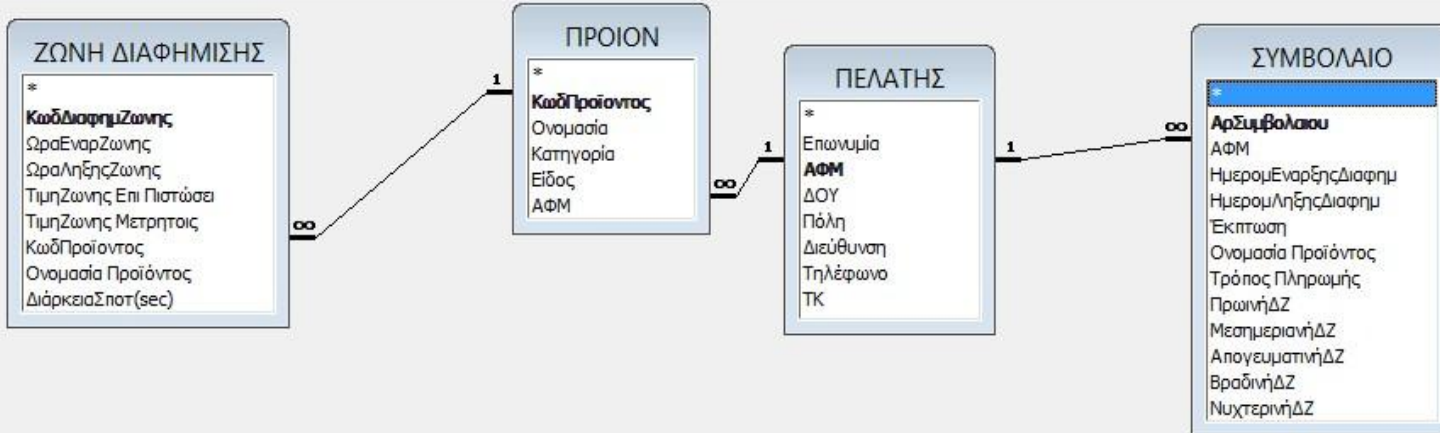 ΖΩΝΗ ΔΙΑΦΗΜΙΣΗΣ
*
ΚωδΔιαφημΖωνης
ΩραΕναρΖωνης
ΩραΛηξηςΖωνης
ΤιμηΖωνης Επι Πιστώσει
ΤιμηΖωνης Μετρητοις
ΚωδΠροϊοντος
Ονομασία Προϊόντος
ΔιάρκειαΣποτ(sec)
∞
1
ΠΡΟΙΟΝ
*
ΚωδΠροϊοντος
Ονομασία
Κατηγορία
Είδος
ΑΦΜ
∞
1
ΠΕΛΑΤΗΣ
*
Επωνυμία
ΑΦΜ
ΔΟΥ
Πόλη
Διεύθυνση
Τηλέφωνο
ΤΚ
1
∞
ΣΥΜΒΟΛΑΙΟ
*
ΑρΣυμβολαιου
ΑΦΜ
ΗμερομΕναρξηςΔιαφημ
ΗμερομΛηξηςΔιαφημ
Έκπτωση
Ονομασία Προϊόντος
Τρόπος Πληρωμής
ΠρωινήΔΖ
ΜεσημεριανήΔΖ
ΑπογευματινήΔΖ
ΒραδινήΔΖ
ΝυχτερινήΔΖ